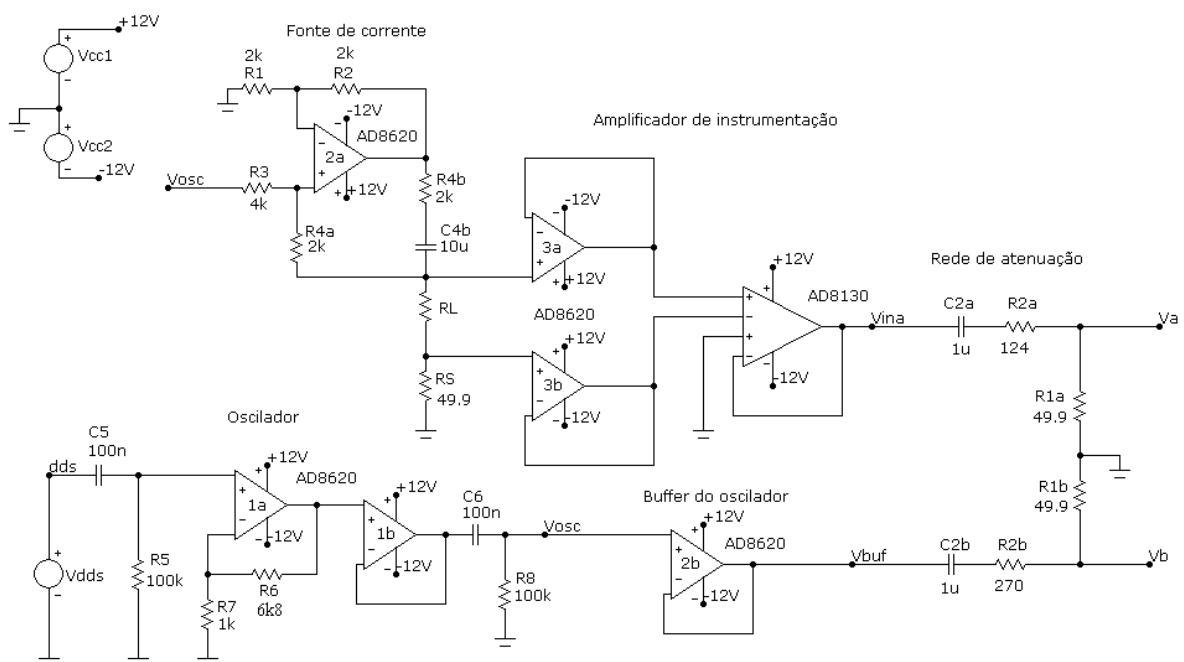 +12V
Vcc1
Vcc2
-12V
Fonte de corrente
2k
R1
2k
R2
-12V
AD8620
2a
+12V
Vosc
R3
4k
R4a
2k
R4b
2k
C4b
10u
RL
RS
49.9
Amplificador de instrumentação
-12V
3a
+12V
AD8620
+12V
3b
-12V
+12V
AD8130
-12V
Vina
Rede de atenuação
C2a
1u
R2a
124
Va
R1a
49.9
R1b
49.9
Oscilador
dds
C5
100n
Vdds
R5
100k
+12V
AD8620
1a
-12V
R6
6k8
R7
1k
+12V
1b
-12V
C6
100n
Vosc
R8
100k
Buffer do oscilador
+12V
AD8620
2b
-12V
Vbuf
C2b
1u
R2b
270
Vb